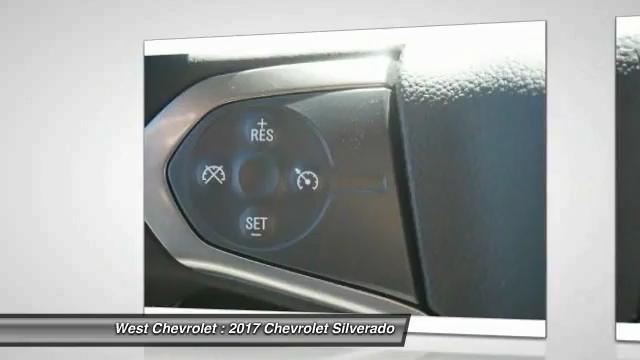 +
RES
SET
−
West Chevrolet : 2017 Chevrolet Silverado